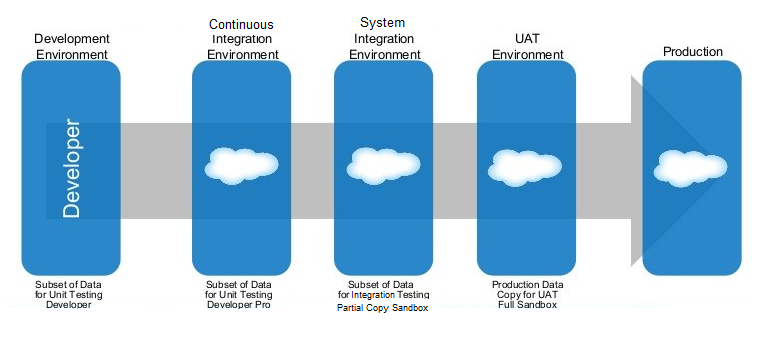 Development
Environment
Continuous
Integration
Environment
System
Integration
Environment
UAT
Environment
Production
Developer
Subset of Data
for Unit Testing
Developer
Subset of Data
for Unit Testing
Developer Pro
Subset of Data
for Integration Testing
Partial Copy Sandbox
Production Data
Copy for UAT
Full Sandbox